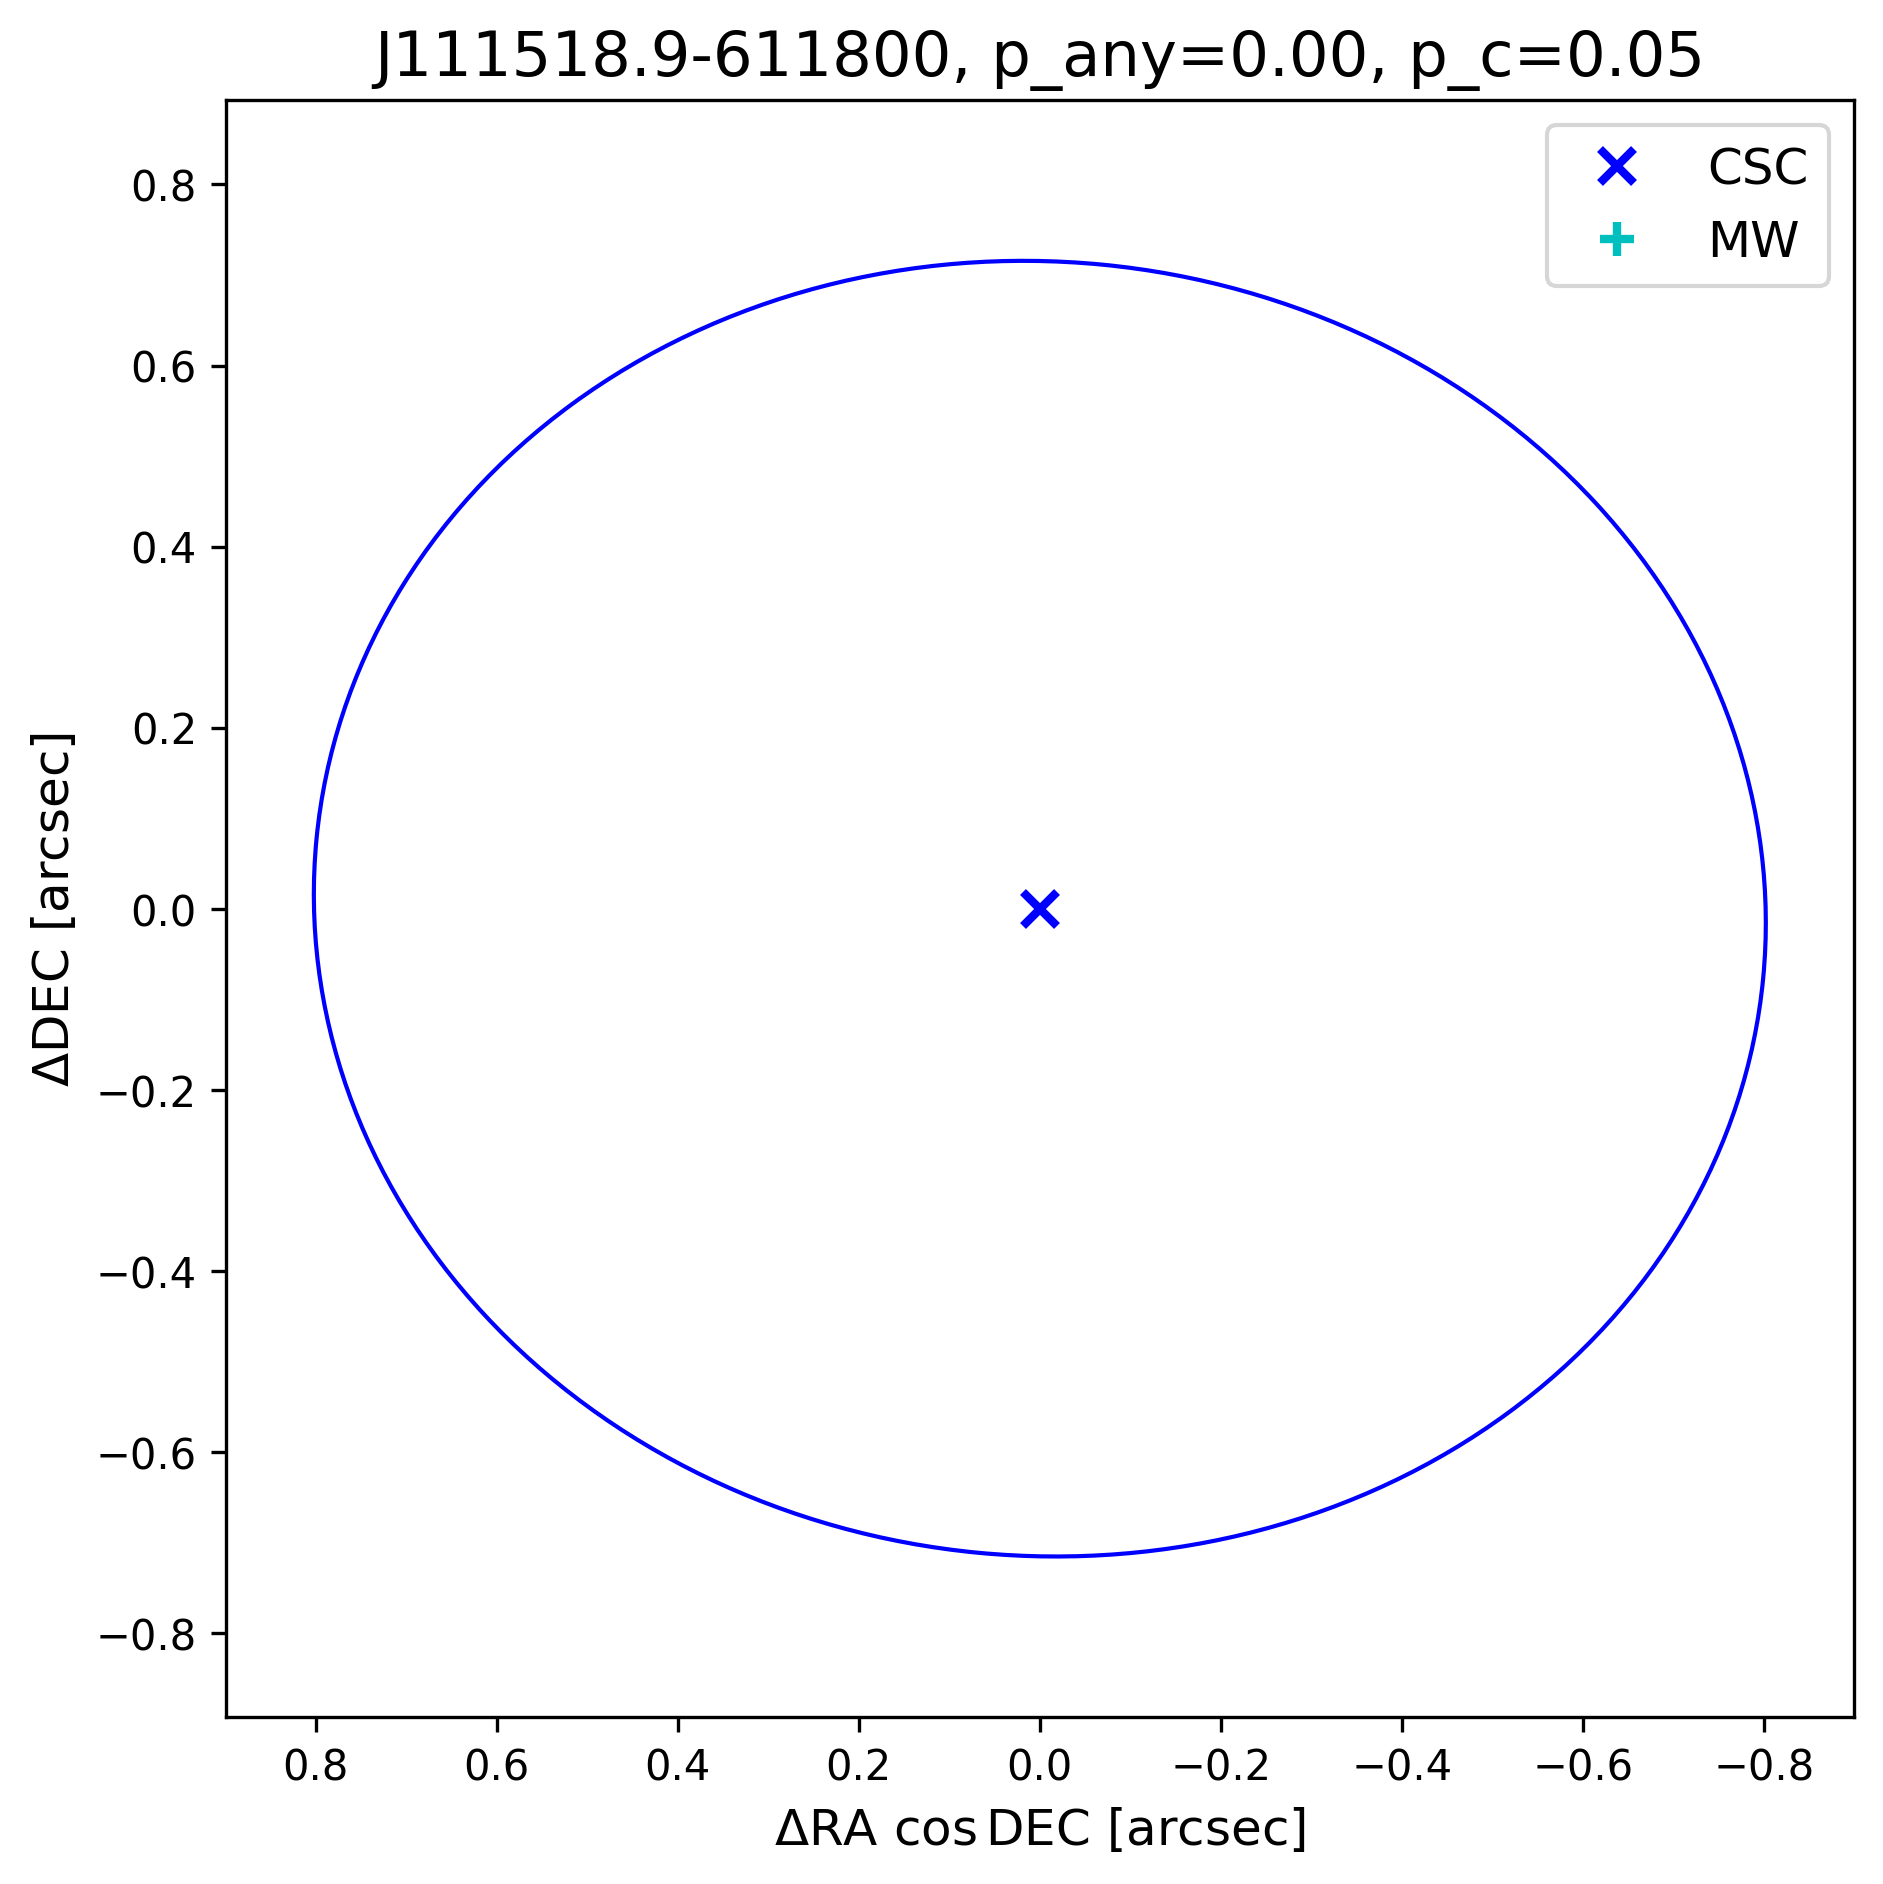 J111518.9-611800, p_any=0.00, p_c=0.05
CSC
MW
0.8
0.6
0.4
0.2
0.0
−0.2
−0.4
−0.6
−0.8
ΔDEC [arcsec]
0.8 0.6 0.4 0.2 0.0 −0.2 −0.4 −0.6 −0.8
ΔRA cos DEC [arcsec]